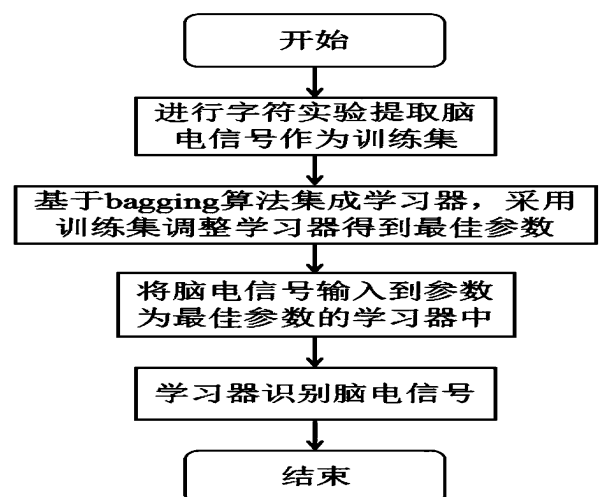 开始
进行字符实验提取脑
电信号作为训练集
基于bagging算法集成学习器，采用
训练集调整学习器得到最佳参数
将脑电信号输入到参数
为最佳参数的学习器中
学习器识别脑电信号
结束